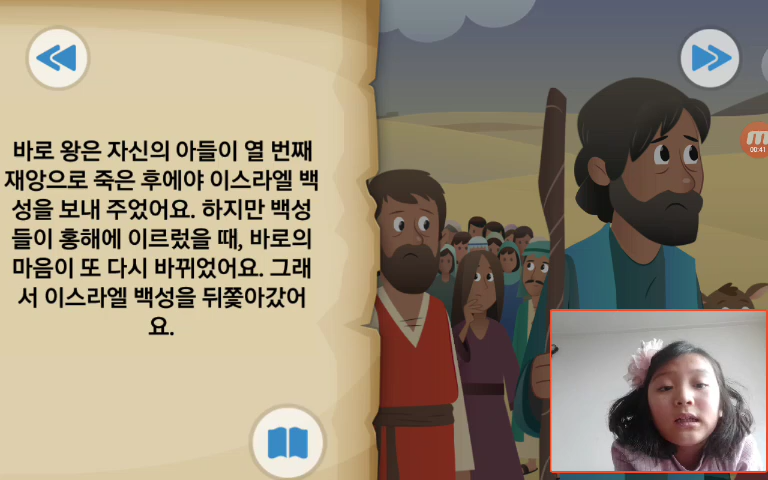 바로 왕은 자신의 아들이 열 번째
재앙으로 죽은 후에야 이스라엘 백
성을 보내 주었어요. 하지만 백성
들이 홍해에 이르렀을 때, 바로의
마음이 또 다시 바뀌었어요. 그래
서 이스라엘 백성을 뒤쫓아갔어
요.
00:41